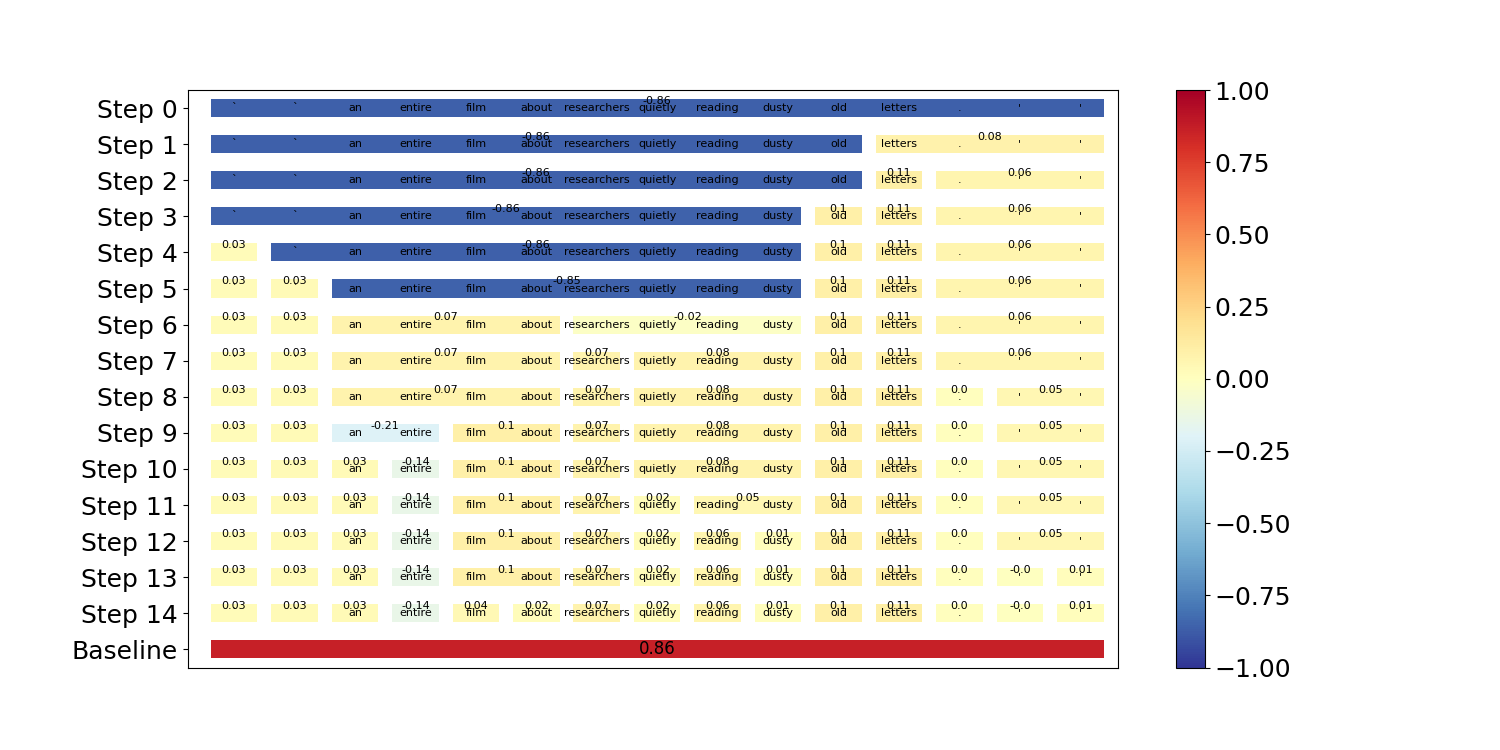 -0.86
Step 0 ` ` an entire film about researchers quietly reading dusty old letters . ' ' 1.00
-0.86 0.08
Step 1 ` ` an entire film about researchers quietly reading dusty old letters . ' '
-0.86 0.11 0.06 0.75
Step 2 ` ` an entire film about researchers quietly reading dusty old letters . ' '
-0.86 0.1 0.11 0.06
Step 3 ` ` an entire film about researchers quietly reading dusty old letters . ' ' 0.50
0.03 -0.86 0.1 0.11 0.06
Step 4 ` an entire film about researchers quietly reading dusty old letters . ' '
0.03 0.03 -0.85 0.1 0.11 0.06
Step 5 an entire film about researchers quietly reading dusty old letters . ' ' 0.25
0.03 0.03 0.07 -0.02 0.1 0.11 0.06
Step 6 an entire film about researchers quietly reading dusty old letters . ' '
0.03 0.03 0.07 0.07 0.08 0.1 0.11 0.06
Step 7 an entire film about researchers quietly reading dusty old letters . ' ' 0.00
0.03 0.03 0.07 0.07 0.08 0.1 0.11 0.0 0.05
Step 8 an entire film about researchers quietly reading dusty old letters . ' '
0.03 0.03 -0.21 0.1 0.07 0.08 0.1 0.11 0.0 0.05
Step 9 an entire film about researchers quietly reading dusty old letters . ' ' −0.25
0.03 0.03 0.03 -0.14 0.1 0.07 0.08 0.1 0.11 0.0 0.05
Step 10 an entire film about researchers quietly reading dusty old letters . ' '
0.03 0.03 0.03 -0.14 0.1 0.07 0.02 0.05 0.1 0.11 0.0 0.05
Step 11 an entire film about researchers quietly reading dusty old letters . ' ' −0.50
0.03 0.03 0.03 -0.14 0.1 0.07 0.02 0.06 0.01 0.1 0.11 0.0 0.05
Step 12 an entire film about researchers quietly reading dusty old letters . ' '
0.03 0.03 0.03 -0.14 0.1 0.07 0.02 0.06 0.01 0.1 0.11 0.0 -0.0 0.01
Step 13 an entire film about researchers quietly reading dusty old letters . ' ' −0.75
0.03 0.03 0.03 -0.14 0.04 0.02 0.07 0.02 0.06 0.01 0.1 0.11 0.0 -0.0 0.01
Step 14 an entire film about researchers quietly reading dusty old letters . ' '
Baseline 0.86 −1.00